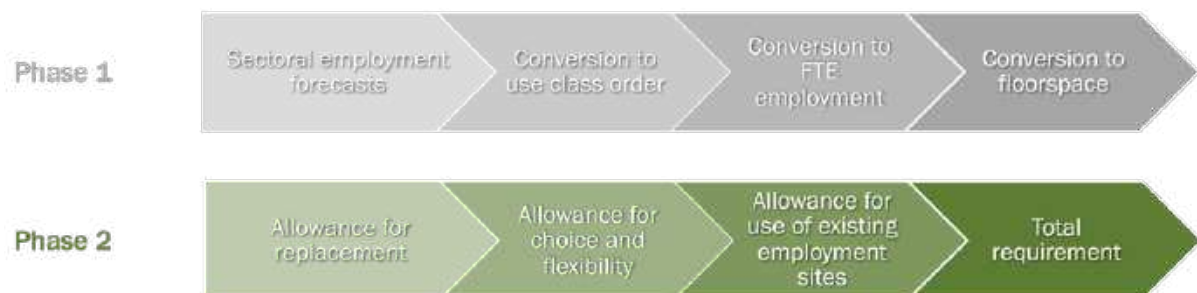 Phase 1
Sectoral employment
forecasts
Conversion to
use class order
Conversion to
FTE
employment
Conversion to
floorspace
Phase 2
Allowance for
replacement
Allowance for
choice and
flexibility
Allowance for
use of existing
employment
sites
Total
requirement